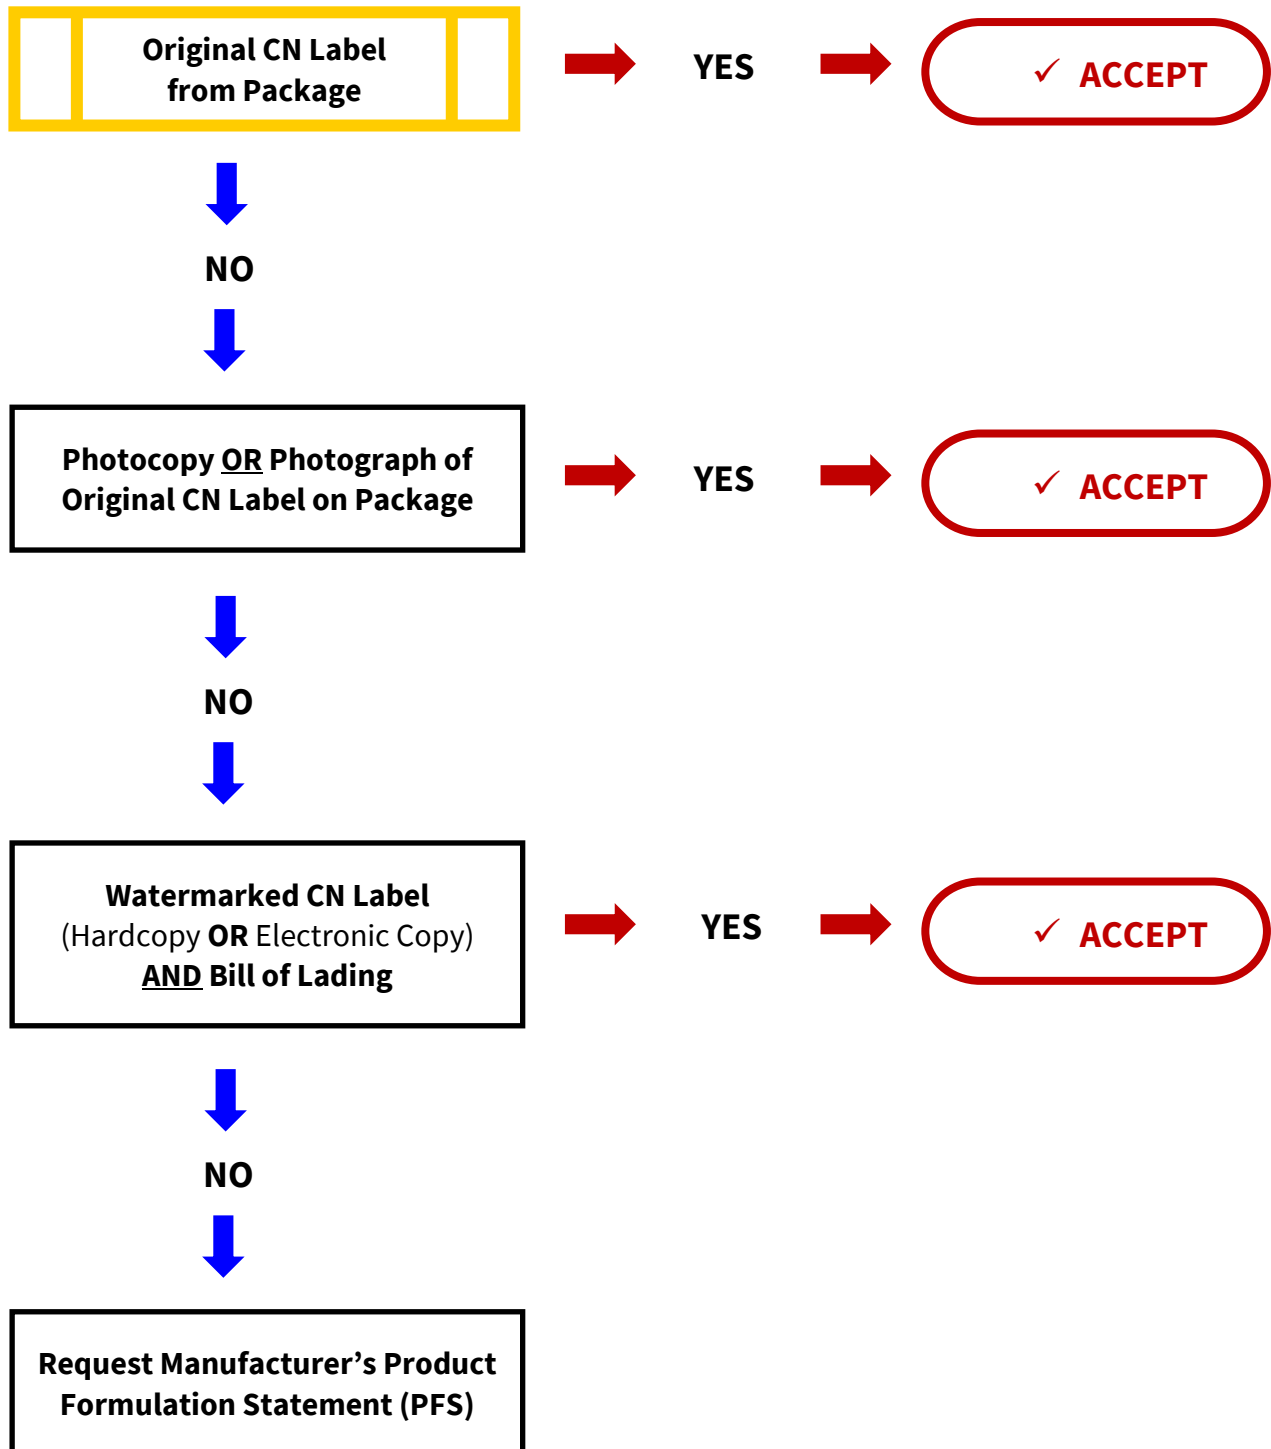 Original CN Label
from Package
YES
✓ ACCEPT
NO
Photocopy OR Photograph of
Original CN Label on Package
YES
✓ ACCEPT
NO
Watermarked CN Label
(Hardcopy OR Electronic Copy)
AND Bill of Lading
YES
✓ ACCEPT
NO
Request Manufacturer’s Product
Formulation Statement (PFS)